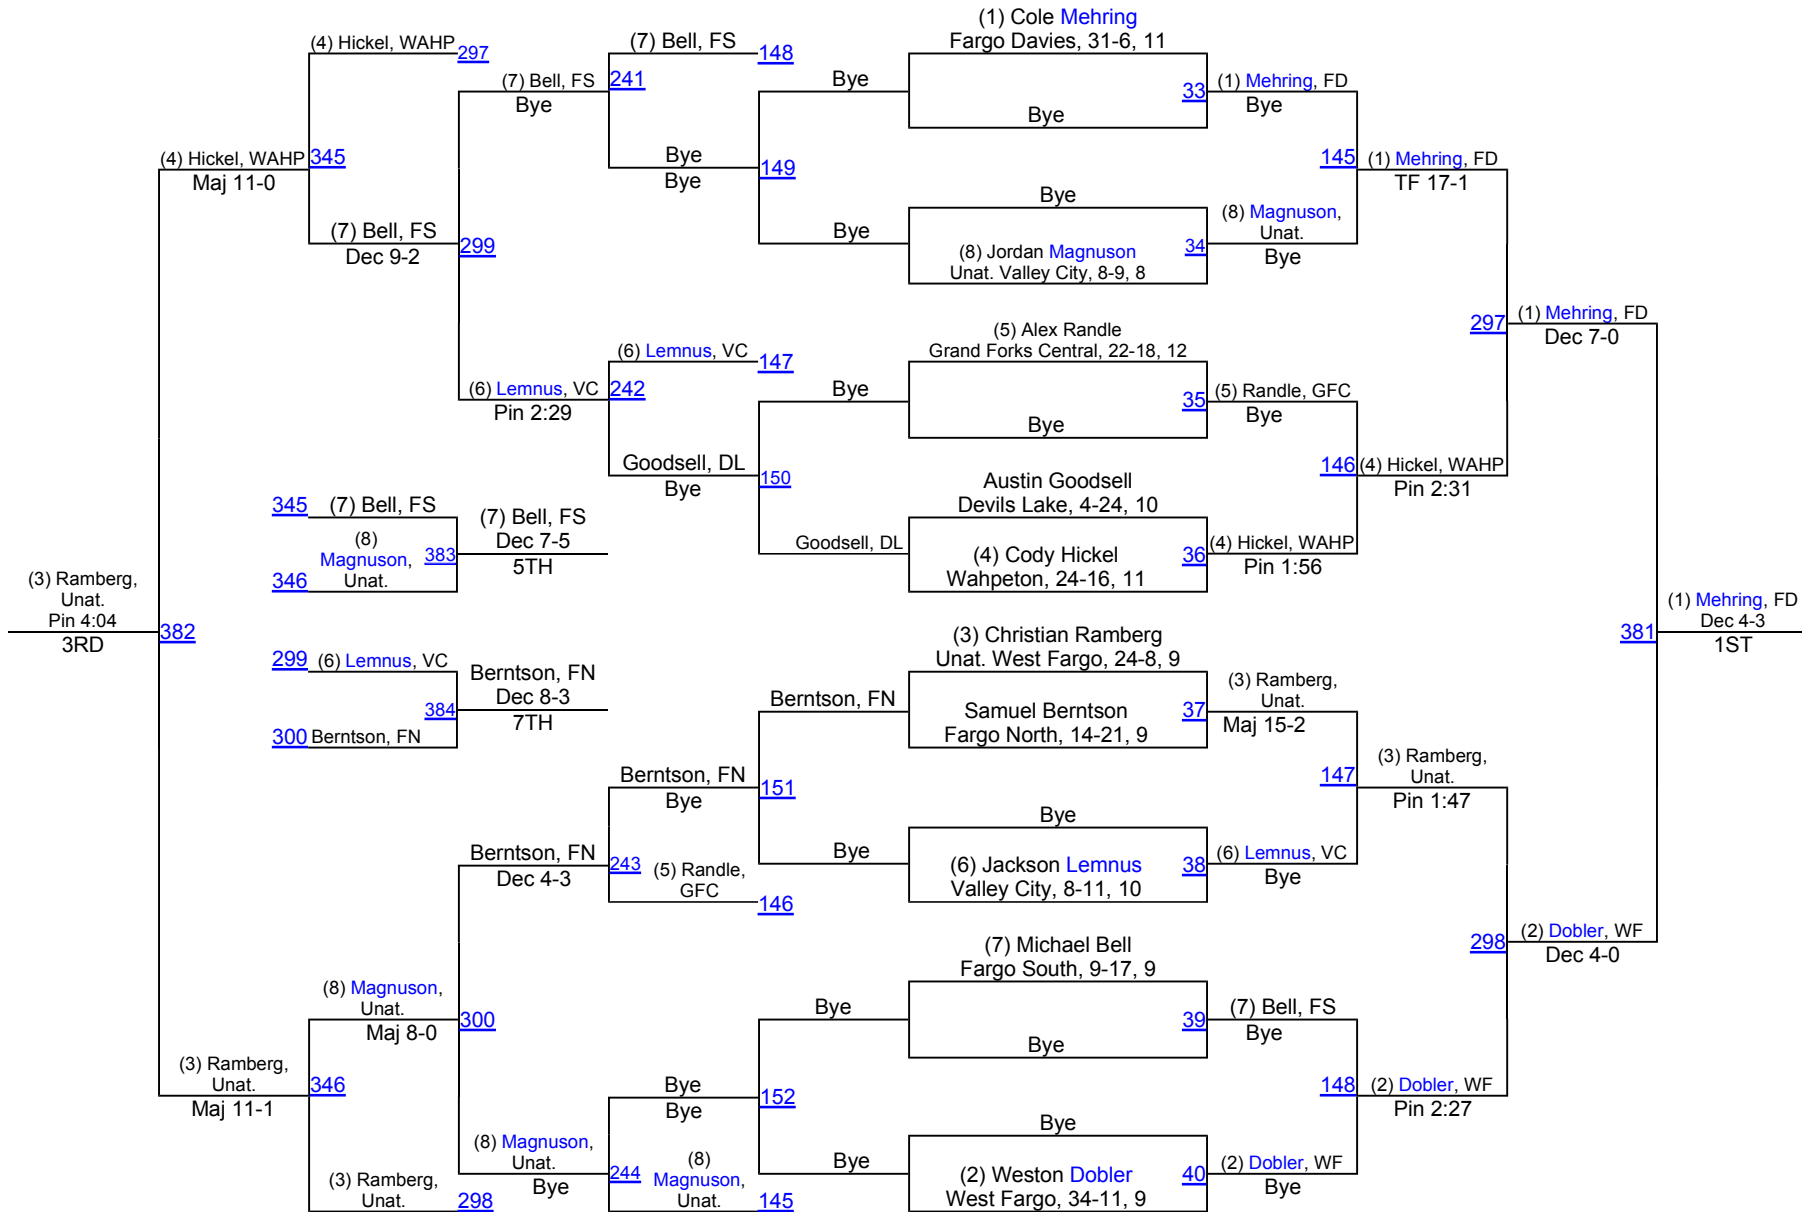 (1) Cole Mehring
Fargo Davies, 31-6, 11
Bye
33
(1) Mehring, FD
Bye
Bye
(8) Jordan Magnuson
Unat. Valley City, 8-9, 8
34
(8) Magnuson,
Unat.
Bye
145
(1) Mehring, FD
TF 17-1
(5) Alex Randle
Grand Forks Central, 22-18, 12
Bye
35
(5) Randle, GFC
Bye
Austin Goodsell
Devils Lake, 4-24, 10
(4) Cody Hickel
Wahpeton, 24-16, 11
36
(4) Hickel, WAHP
Pin 1:56
146
(4) Hickel, WAHP
Pin 2:31
297
(1) Mehring, FD
Dec 7-0
(3) Christian Ramberg
Unat. West Fargo, 24-8, 9
Samuel Berntson
Fargo North, 14-21, 9
37
(3) Ramberg,
Unat.
Maj 15-2
Bye
(6) Jackson Lemnus
Valley City, 8-11, 10
38
(6) Lemnus, VC
Bye
147
(3) Ramberg,
Unat.
Pin 1:47
(7) Michael Bell
Fargo South, 9-17, 9
Bye
39
(7) Bell, FS
Bye
Bye
(2) Weston Dobler
West Fargo, 34-11, 9
40
(2) Dobler, WF
Bye
148
(2) Dobler, WF
Pin 2:27
298
(2) Dobler, WF
Dec 4-0
381
(1) Mehring, FD
Dec 4-3
1ST
Bye
149
Bye
Bye
Bye
(7) Bell, FS
148
241
(7) Bell, FS
Bye
Bye
150
Goodsell, DL
Goodsell, DL
Bye
(6) Lemnus, VC
147
242
(6) Lemnus, VC
Pin 2:29
299
(7) Bell, FS
Dec 9-2
(4) Hickel, WAHP
297
345
(4) Hickel, WAHP
Maj 11-0
345
(7) Bell, FS
(8)
Magnuson,
Unat.
346
383
(7) Bell, FS
Dec 7-5
5TH
382
(3) Ramberg,
Unat.
Pin 4:04
3RD
299
(6) Lemnus, VC
300
Berntson, FN
384
Berntson, FN
Dec 8-3
7TH
Berntson, FN
151
Bye
Berntson, FN
Bye
243
(5) Randle,
GFC
146
Berntson, FN
Dec 4-3
Bye
152
Bye
Bye
Bye
244
(8)
Magnuson,
Unat.
145
(8) Magnuson,
Unat.
Bye
300
(8) Magnuson,
Unat.
Maj 8-0
346
(3) Ramberg,
Unat.
298
(3) Ramberg,
Unat.
Maj 11-1